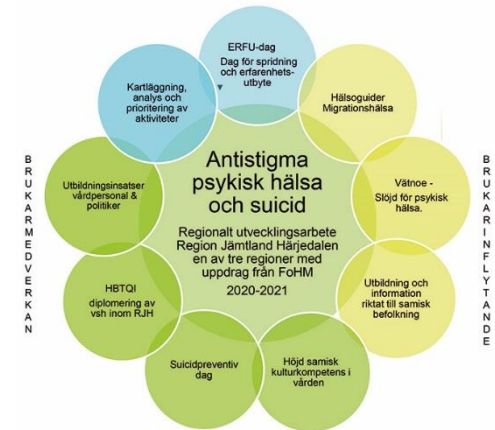 ERFU-dag
Dag för spridning
och erfarenhets-
utbyte
Hälsoguider
Migrationshälsa
Vätnoe -
Slöjd för psykisk
hälsa.
Utbildning och
information
riktat till samisk
befolkning
Höjd samisk
kulturkompetens i
vården
Suicidpreventiv
dag
HBTQI
diplomering av
vsh inom RJH
Utbildningsinsatser
vårdpersonal &
politiker
Kartläggning,
analys och
prioritering av
aktiviteter
Antistigma
psykisk hälsa
och suicid
Regionalt utvecklingsarbete
Region Jämtland Härjedalen
en av tre regioner med
uppdrag från FoHM
2020-2021
BRUKARMEDVERKAN
BRUKARINFLYTANDE